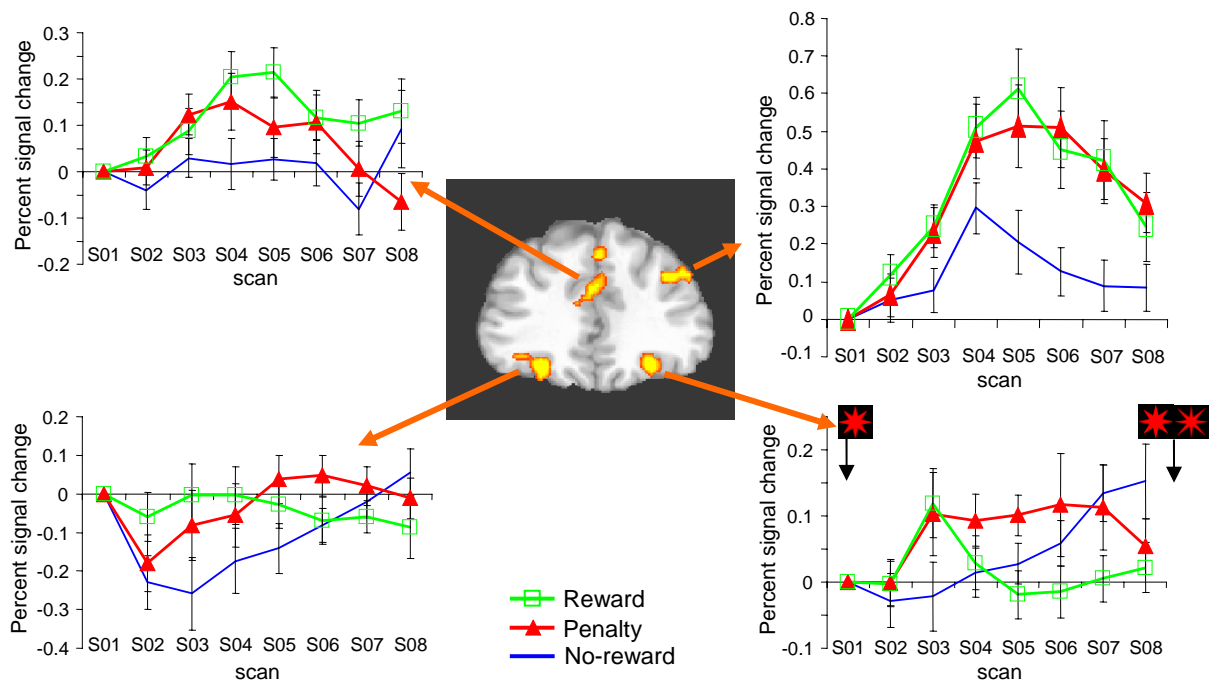 Percent signal change
0.3
0.2
0.1
0
-0.1
-0.2
S01 S02 S03 S04 S05 S06 S07 S08
scan
Percent signal change
0.8
0.7
0.6
0.5
0.4
0.3
0.2
0.1
0
-0.1
S01 S02 S03 S04 S05 S06 S07 S08
scan
Percent signal change
0.2
0.1
0
-0.1
-0.2
-0.3
-0.4
S01 S02 S03 S04 S05 S06 S07 S08
scan
Reward
Penalty
No-reward
Percent signal change
0.2
0.1
0
-0.1
S01 S02 S03 S04 S05 S06 S07 S08
scan